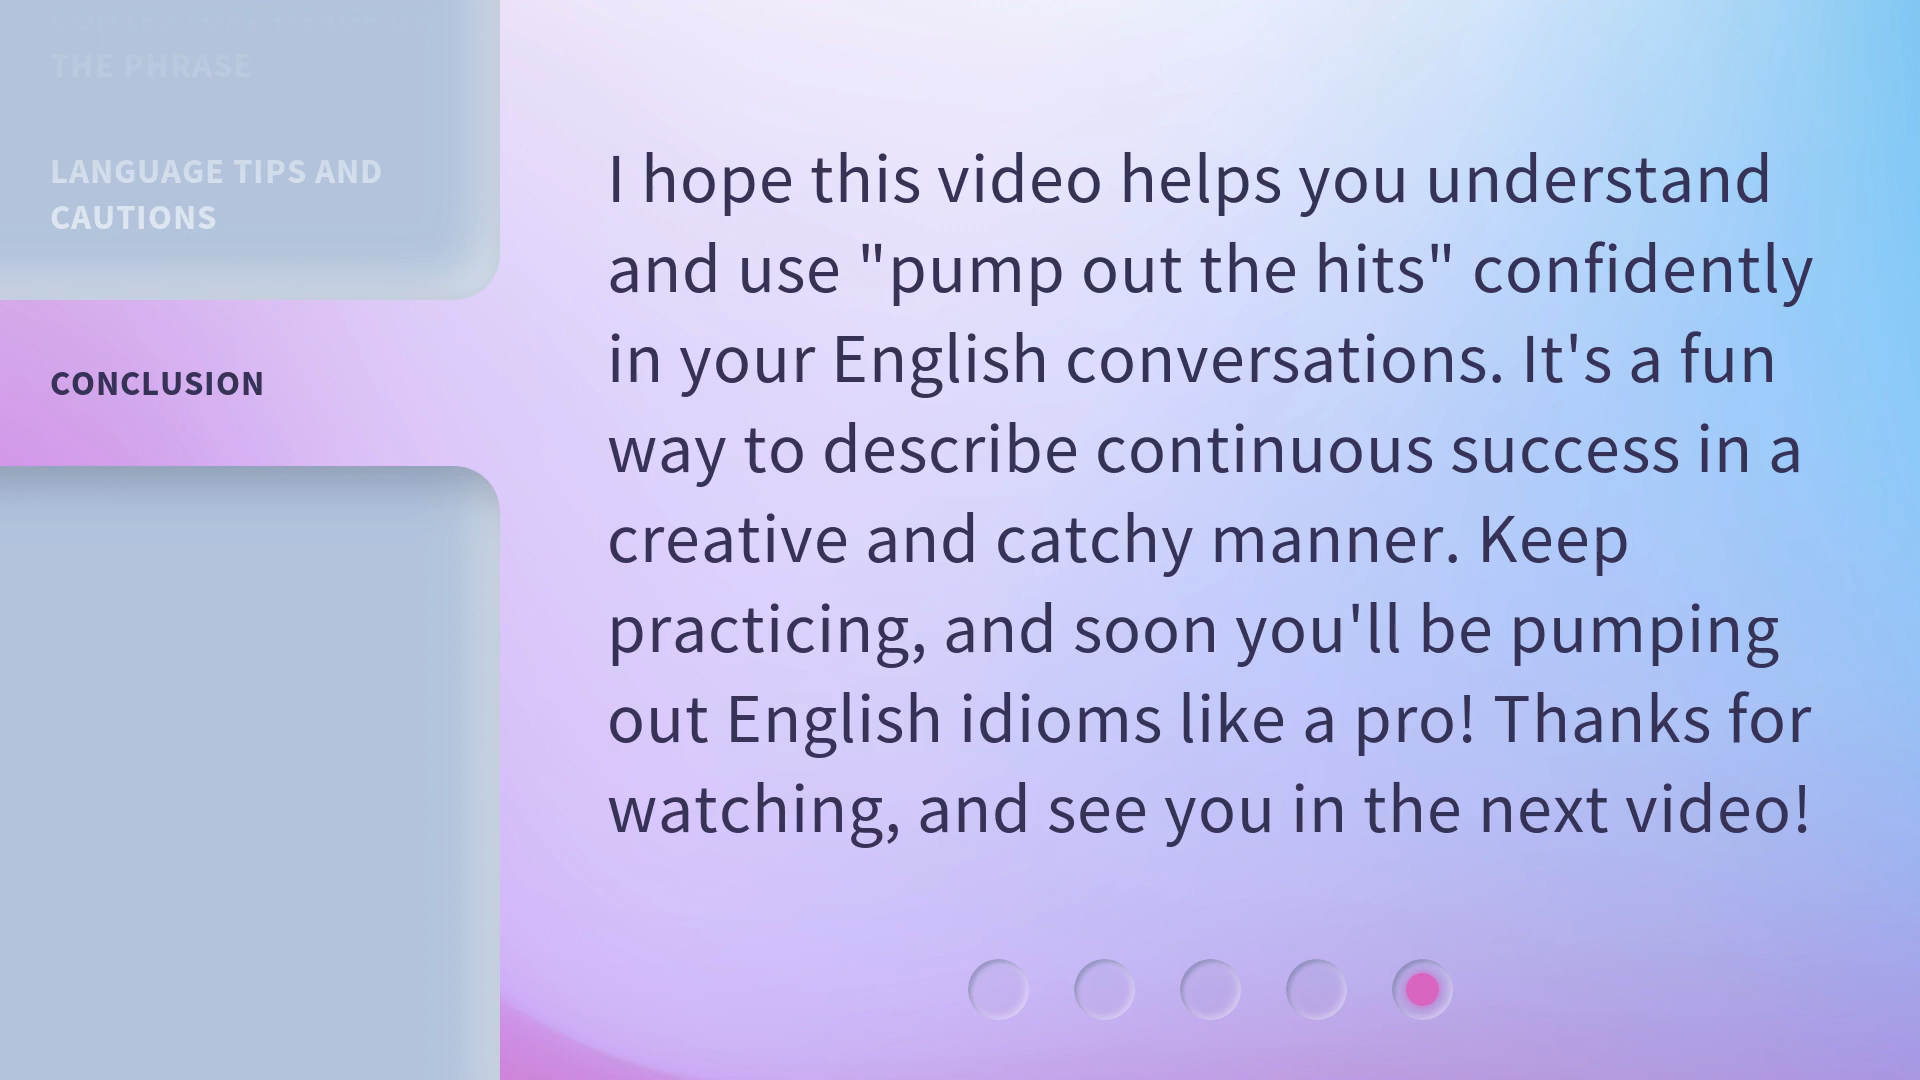 THE PHRASE
LANGUAGE TIPS AND
CAUTIONS
CONCLUSION
I hope this video helps you understand
and use "pump out the hits" confidently
in your English conversations. It's a fun
way to describe continuous success in a
creative and catchy manner. Keep
practicing, and soon you'll be pumping
out English idioms like a pro! Thanks for
watching, and see you in the next video!